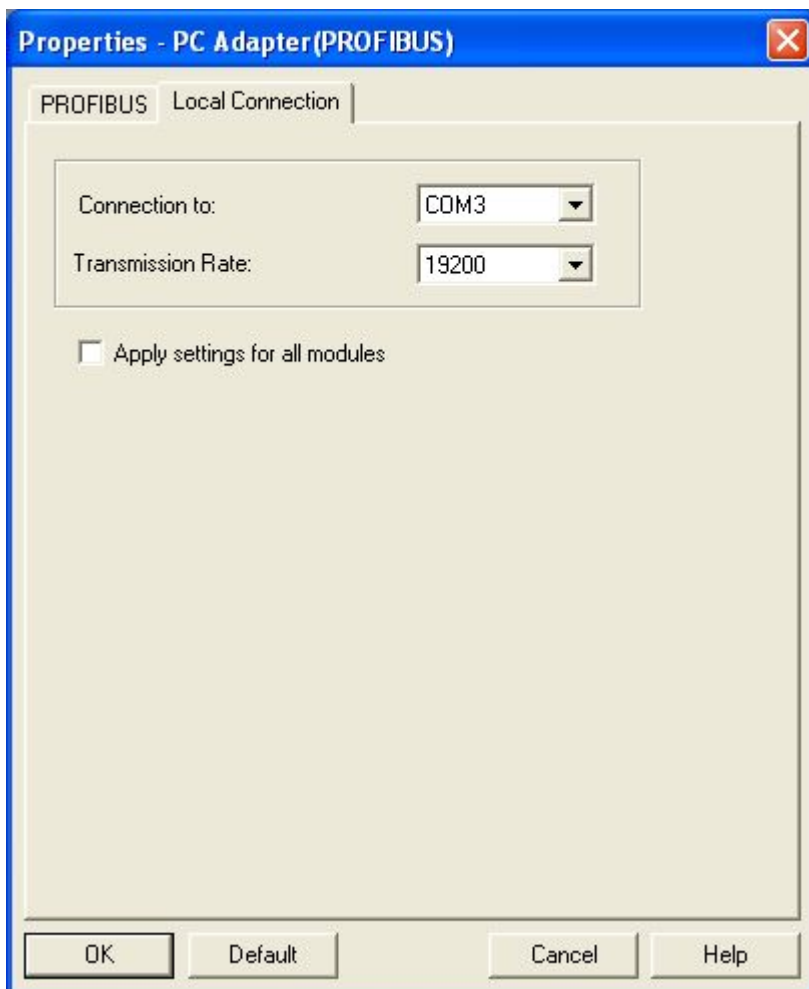 Properties - PC Adapter(PROFIBUS)
PROFIBUS Local Connection
Connection to: COM3
Transmission Rate: 19200
Apply settings for all modules
OK Default Cancel Help